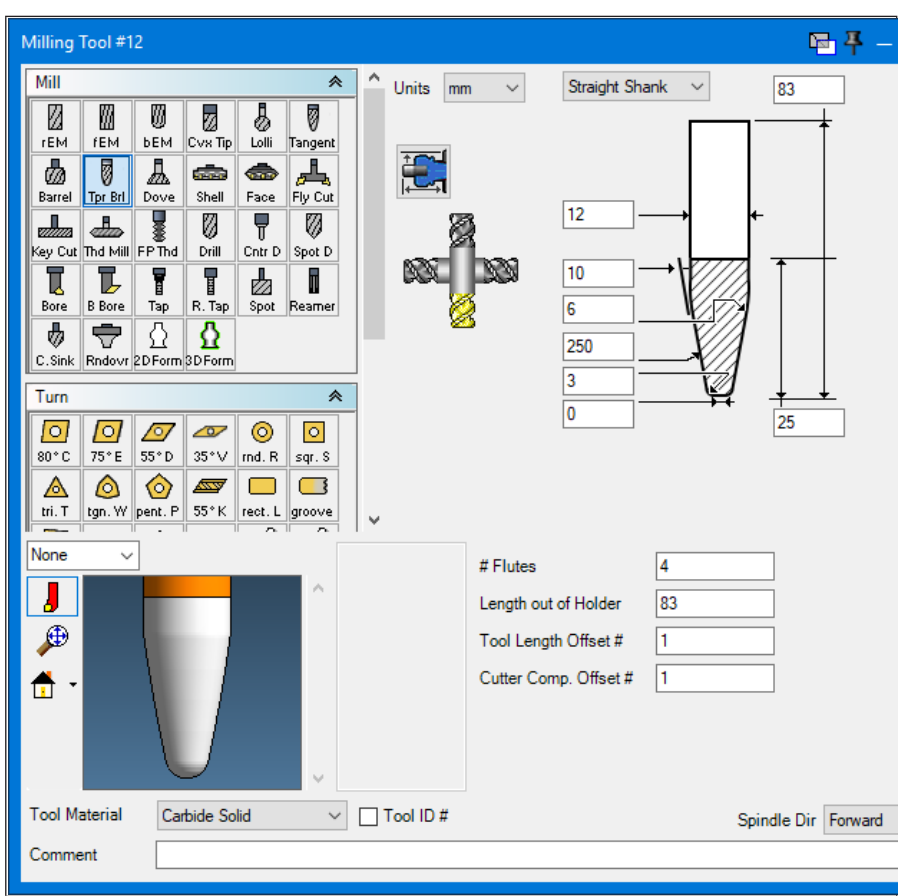 Milling Tool #12
Mill
Units mm
Straight Shank
83
rEM fEM bEM Cvx Tip Lolli Tangent
Barrel Tpr Brl Dove Shell Face Fly Cut
Key Cut Thd Mill FP Thd Drill Cntr D Spot D
Bore B Bore Tap R. Tap Spot Reamer
C.Sink Rndovr 2DForm 3DForm
12
10
6
250
3
0
25
Turn
80°C 75°E 55°D 35°V rnd. R sqr. S
tri. T tgn. W pent. P 55°K rect. L groove
None
# Flutes 4
Length out of Holder 83
Tool Length Offset # 1
Cutter Comp. Offset # 1
Tool Material Carbide Solid Tool ID #
Spindle Dir Forward
Comment